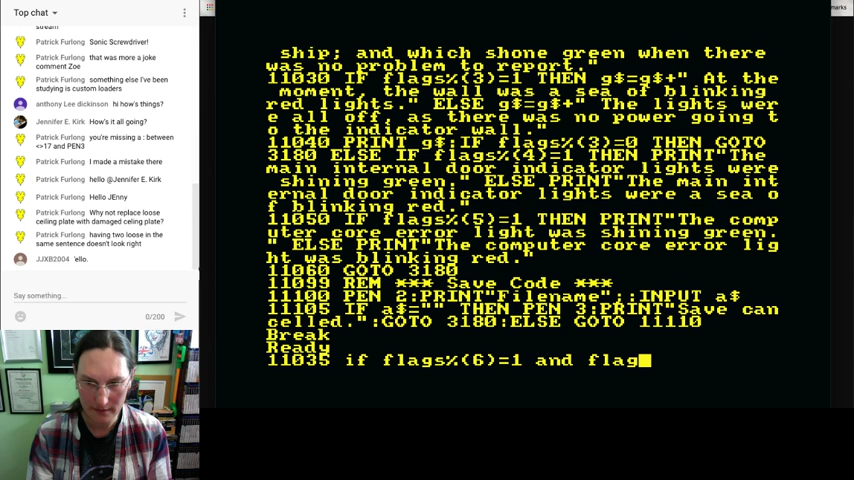 Top chat
stream
Patrick Furlong Sonic Screwdriver!
Patrick Furlong that was more a joke
comment Zoe
Patrick Furlong something else I've been
studying is custom loaders
anthony Lee dickinson hi how's things?
Jennifer E. Kirk How's it all going?
Patrick Furlong you're missing a : between
<>17 and PEN3
Patrick Furlong I made a mistake there
Patrick Furlong hello @Jennifer E. Kirk
Patrick Furlong Hello JEnny
Patrick Furlong Why not replace loose
ceiling plate with damaged celing plate?
Patrick Furlong having two loose in the
same sentence doesn't look right
JJXB2004 'ello.
Say something...
0/200
marks
ship; and which shone green when there
was no problem to report."
11030 IF flags%(3)=1 THEN g$=g$+" At the
moment, the wall was a sea of blinking
red lights." ELSE g$=g$+" The lights wer
e all off, as there was no power going t
o the indicator wall."
11040 PRINT g$:IF flags%(3)=0 THEN GOTO
3180 ELSE IF flags%(4)=1 THEN PRINT"The
main internal door indicator lights were
shining green." ELSE PRINT"The main int
ernal door indicator lights were a sea o
f blinking red."
11050 IF flags%(5)=1 THEN PRINT"The comp
uter core error light was shining green.
" ELSE PRINT"The computer core error lig
ht was blinking red."
11060 GOTO 3180
11099 REM *** Save Code ***
11100 PEN 2:PRINT"Filename";:INPUT a$
11105 IF a$="" THEN PEN 3:PRINT"Save can
celled.":GOTO 3180:ELSE GOTO 11110
Break
Ready
11035 if flags%(6)=1 and flag